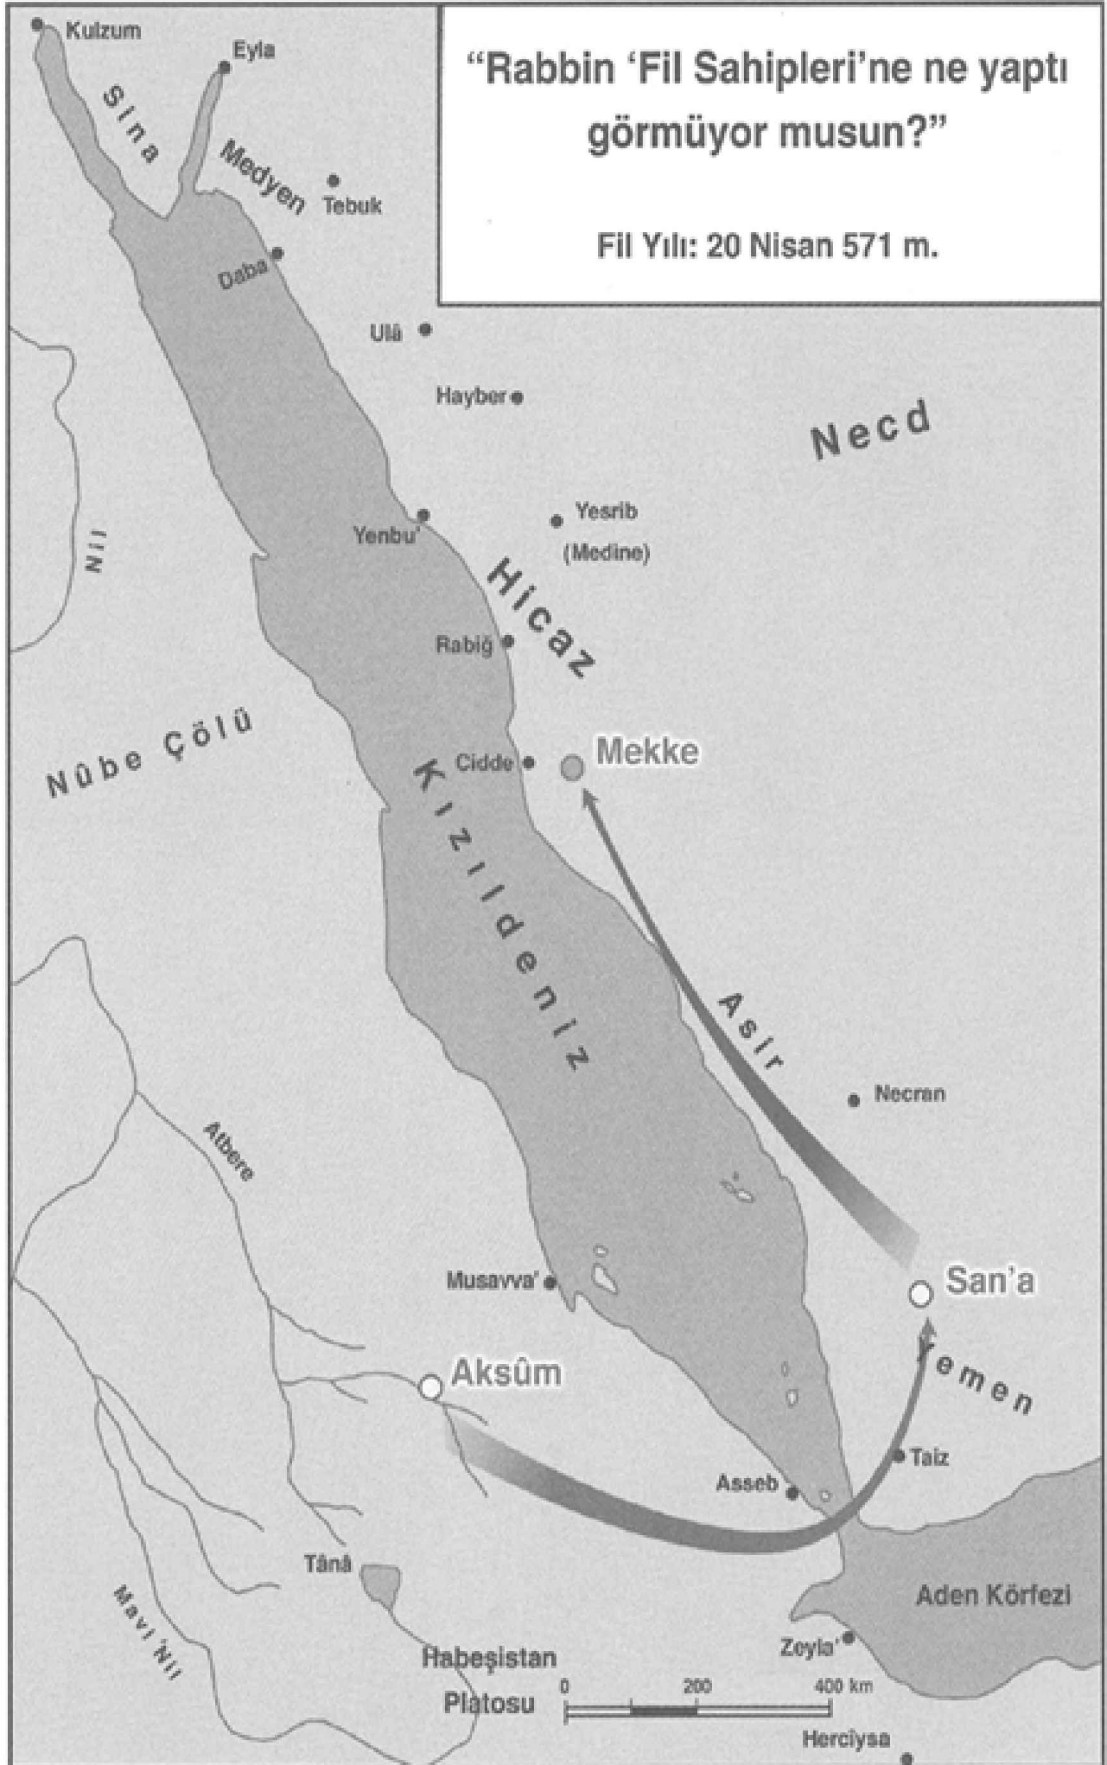 Kulzum
Eyla
“Rabbin ‘Fil Sahipleri’ne ne yaptı
görmüyor musun?”
Fil Yılı: 20 Nisan 571 m.
Sina
Medyen
Tebuk
Daba
Ulâ
Hayber
Necd
Nil
Yenbu’
Yesrib
(Medine)
Hicaz
Rabiğ
Nûbe Çölü
Cidde
Mekke
Kızıldeniz
Asir
Necran
Atbere
Musavva’
San’a
Aksûm
Yemen
Taiz
Asseb
Tânâ
Aden Körfezi
Mavi Nil
Zeyla’
Habeşistan
Platosu
0 200 400 km
Herciysa